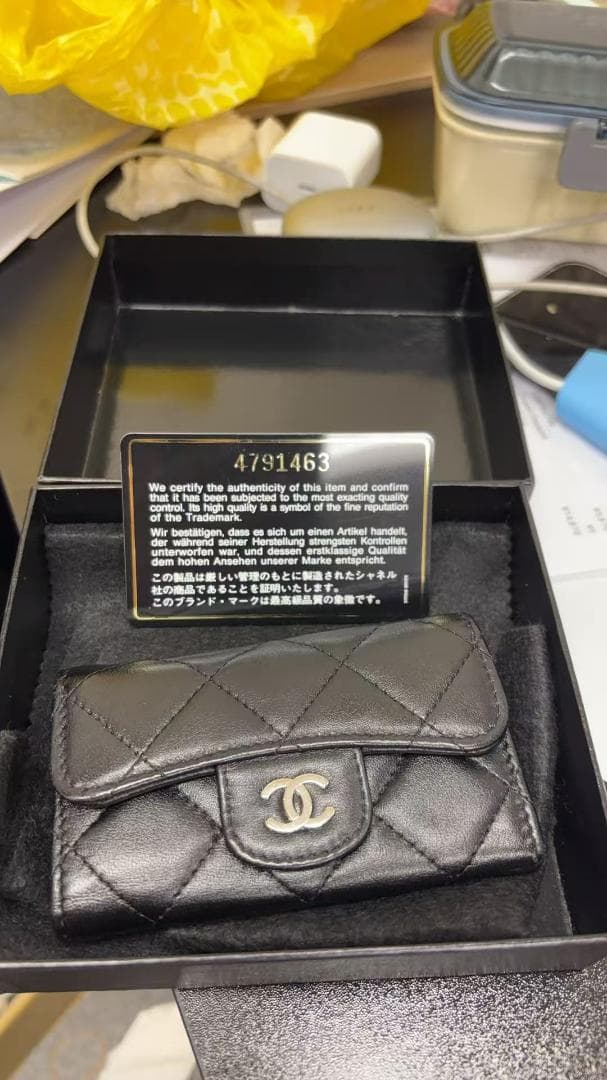 4791463
We certify the authenticity of this item and confirm
that it has been subjected to the most exacting quality
control. Its high quality is a symbol of the fine reputation
of the Trademark.
Wir bestätigen, dass es sich um einen Artikel handelt,
der während seiner Herstellung strengsten Kontrollen
unterworfen war, und dessen erstklassige Qualität
dem hohen Ansehen unserer Marke entspricht.
この製品は厳しい管理のもとに製造されたシャネル
社の商品であることを証明いたします。
このブランド・マークは最高級品質の象徴です。